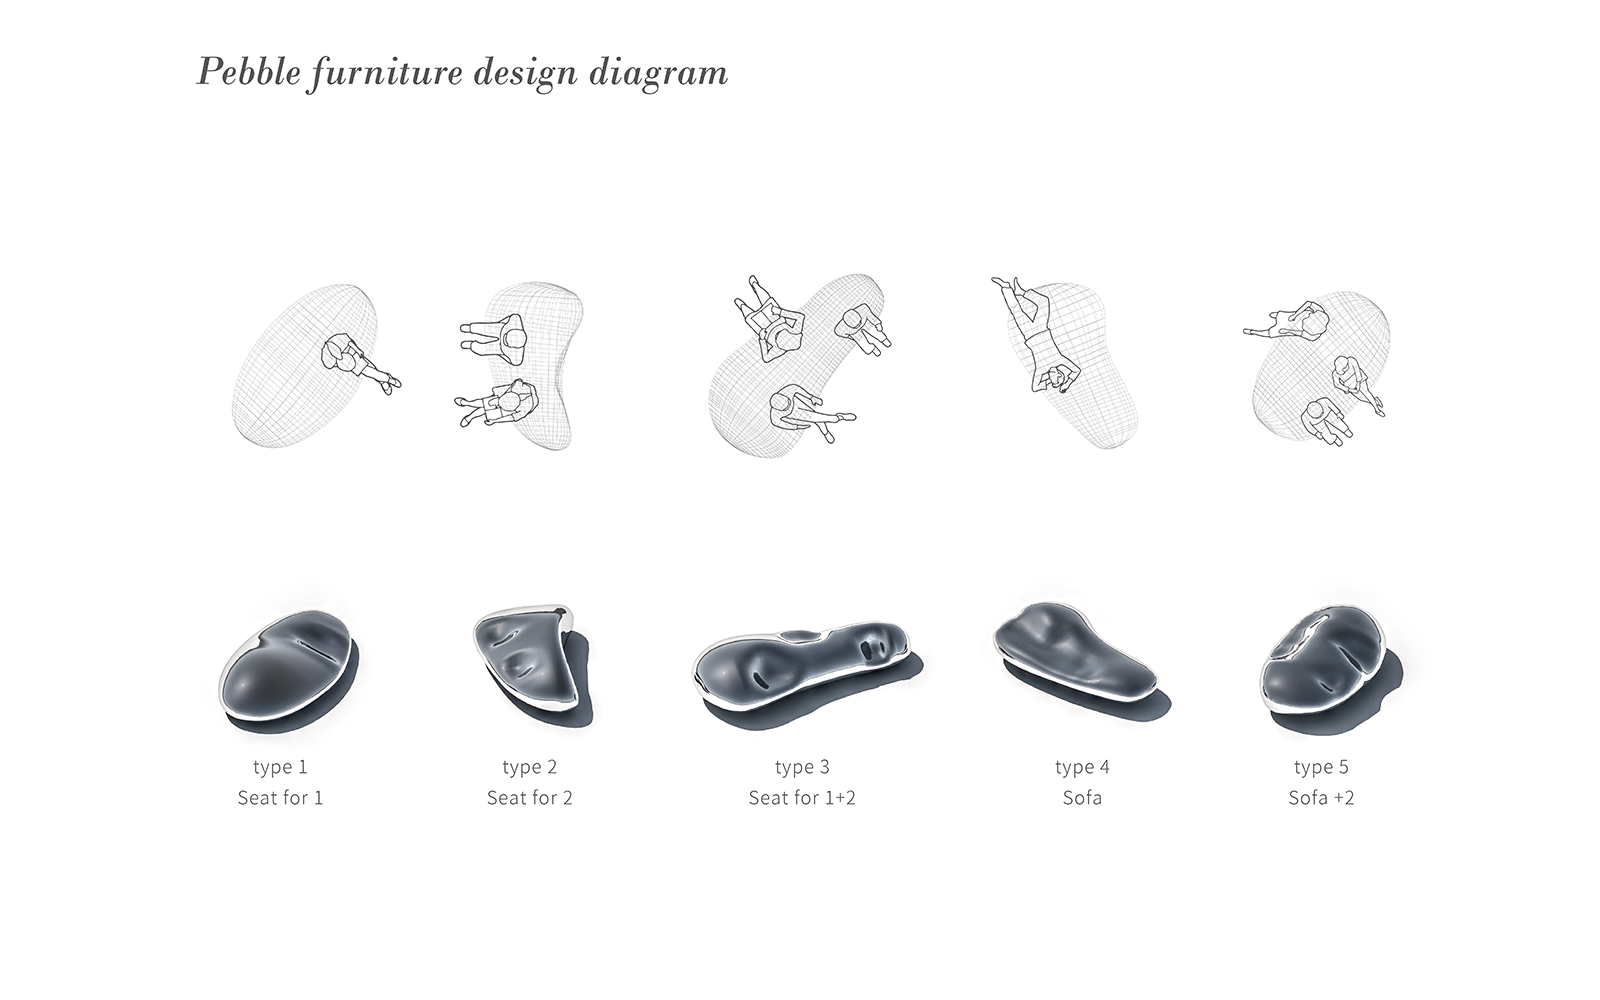 Pebble furniture design diagram
type 1
Seat for 1
type 2
Seat for 2
type 3
Seat for 1+2
type 4
Sofa
type 5
Sofa +2